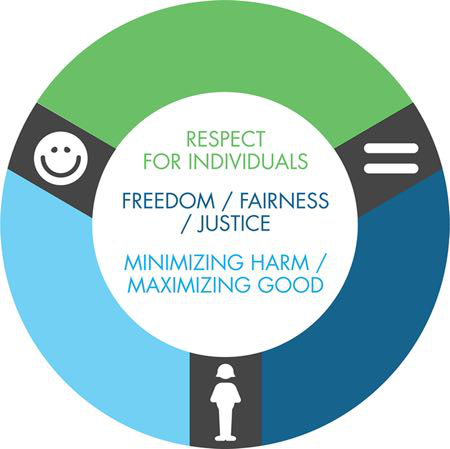 RESPECT
FOR INDIVIDUALS
FREEDOM / FAIRNESS
/ JUSTICE
MINIMIZING HARM /
MAXIMIZING GOOD